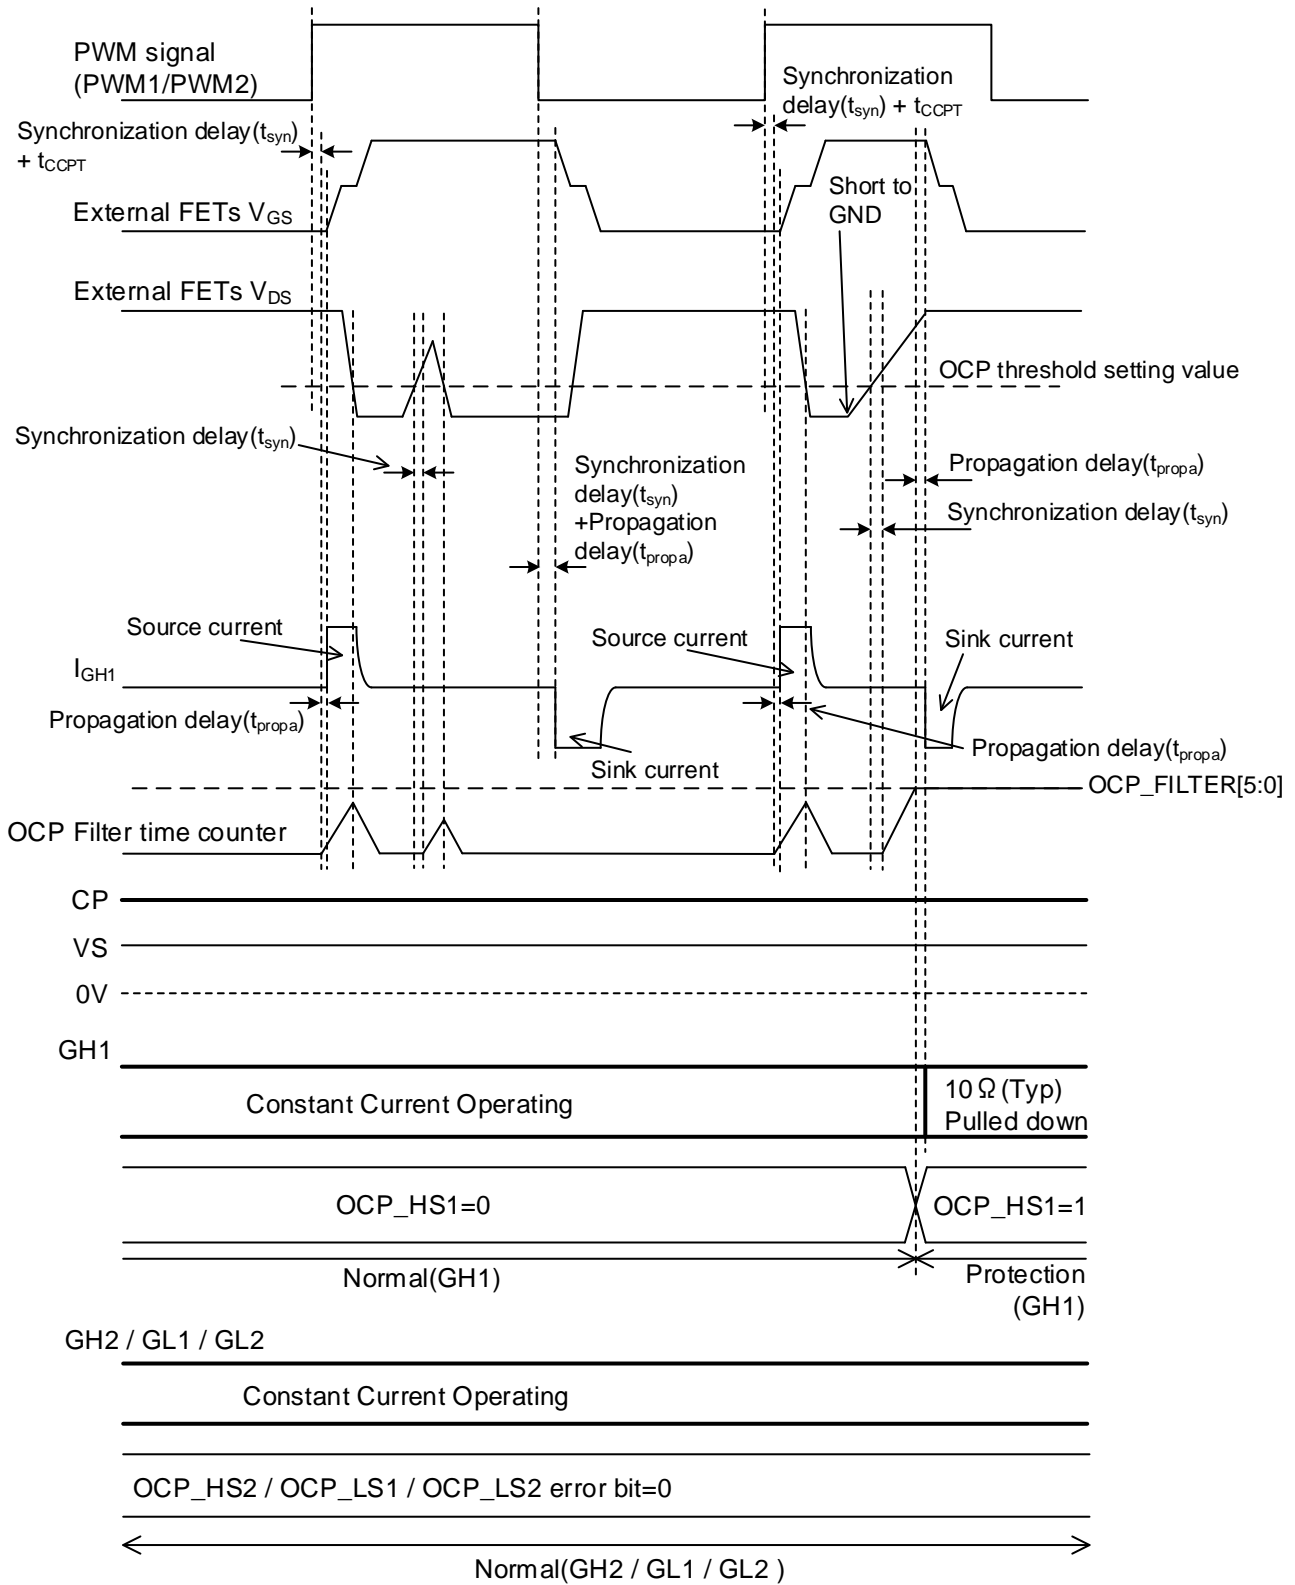 PWM signal
(PWM1/PWM2)
Synchronization
delay(tsyn) + tCCPT
Synchronization delay(tsyn)
+ tCCPT
Short to
GND
External FETs VGS
External FETs VDS
OCP threshold setting value
Synchronization delay(tsyn)
Synchronization
delay(tsyn)
+Propagation
delay(tpropa)
Propagation delay(tpropa)
Synchronization delay(tsyn)
Source current
Source current
Sink current
IGH1
Propagation delay(tpropa)
Propagation delay(tpropa)
Sink current
OCP_FILTER[5:0]
OCP Filter time counter
CP
VS
0V
GH1
Constant Current Operating
10Ω(Typ)
Pulled down
OCP_HS1=0
OCP_HS1=1
Normal(GH1)
Protection
(GH1)
GH2 / GL1 / GL2
Constant Current Operating
OCP_HS2 / OCP_LS1 / OCP_LS2 error bit=0
Normal(GH2 / GL1 / GL2 )